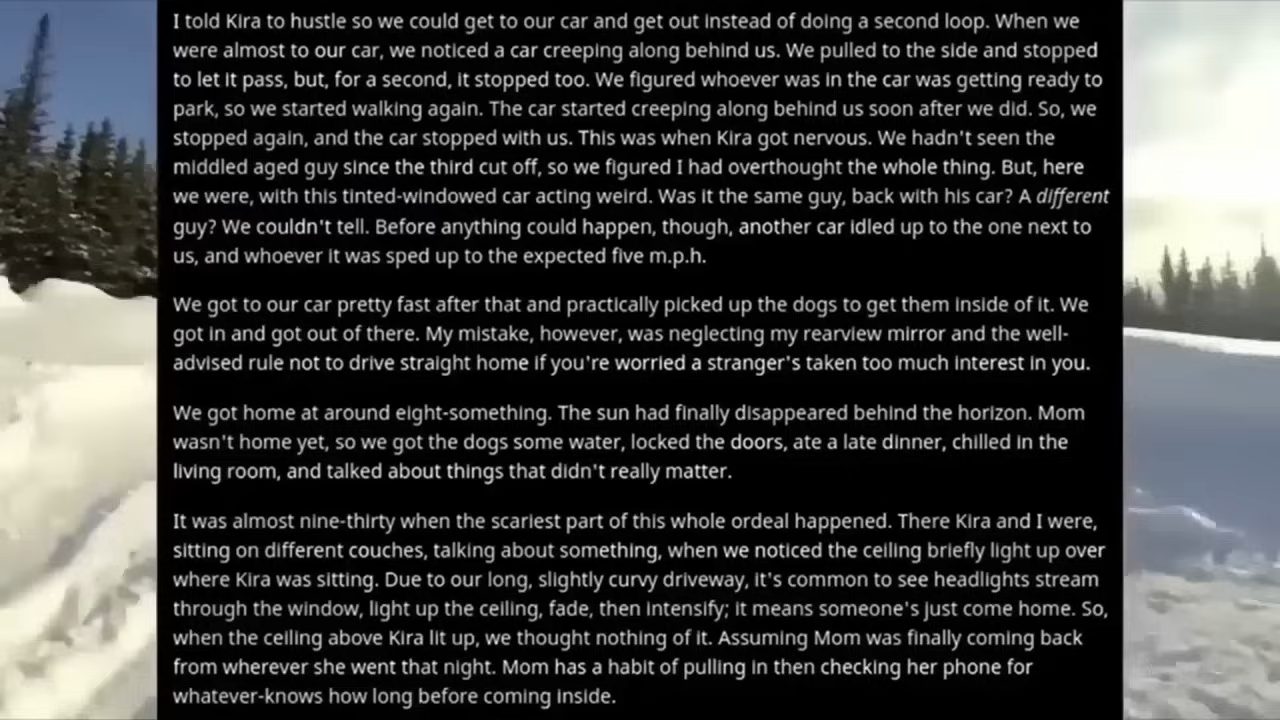 I told Kira to hustle so we could get to our car and get out instead of doing a second loop. When we
were almost to our car, we noticed a car creeping along behind us. We pulled to the side and stopped
to let it pass, but, for a second, it stopped too. We figured whoever was in the car was getting ready to
park, so we started walking again. The car started creeping along behind us soon after we did. So, we
stopped again, and the car stopped with us. This was when Kira got nervous. We hadn't seen the
middled aged guy since the third cut off, so we figured I had overthought the whole thing. But, here
we were, with this tinted-windowed car acting weird. Was it the same guy, back with his car? A different
guy? We couldn't tell. Before anything could happen, though, another car idled up to the one next to
us, and whoever it was sped up to the expected five m.p.h.
We got to our car pretty fast after that and practically picked up the dogs to get them inside of it. We
got in and got out of there. My mistake, however, was neglecting my rearview mirror and the well-
advised rule not to drive straight home if you're worried a stranger's taken too much interest in you.
We got home at around eight-something. The sun had finally disappeared behind the horizon. Mom
wasn't home yet, so we got the dogs some water, locked the doors, ate a late dinner, chilled in the
living room, and talked about things that didn't really matter.
It was almost nine-thirty when the scariest part of this whole ordeal happened. There Kira and I were,
sitting on different couches, talking about something, when we noticed the ceiling briefly light up over
where Kira was sitting. Due to our long, slightly curvy driveway, it's common to see headlights stream
through the window, light up the ceiling, fade, then intensify; it means someone's just come home. So,
when the ceiling above Kira lit up, we thought nothing of it. Assuming Mom was finally coming back
from wherever she went that night. Mom has a habit of pulling in then checking her phone for
whatever-knows how long before coming inside.